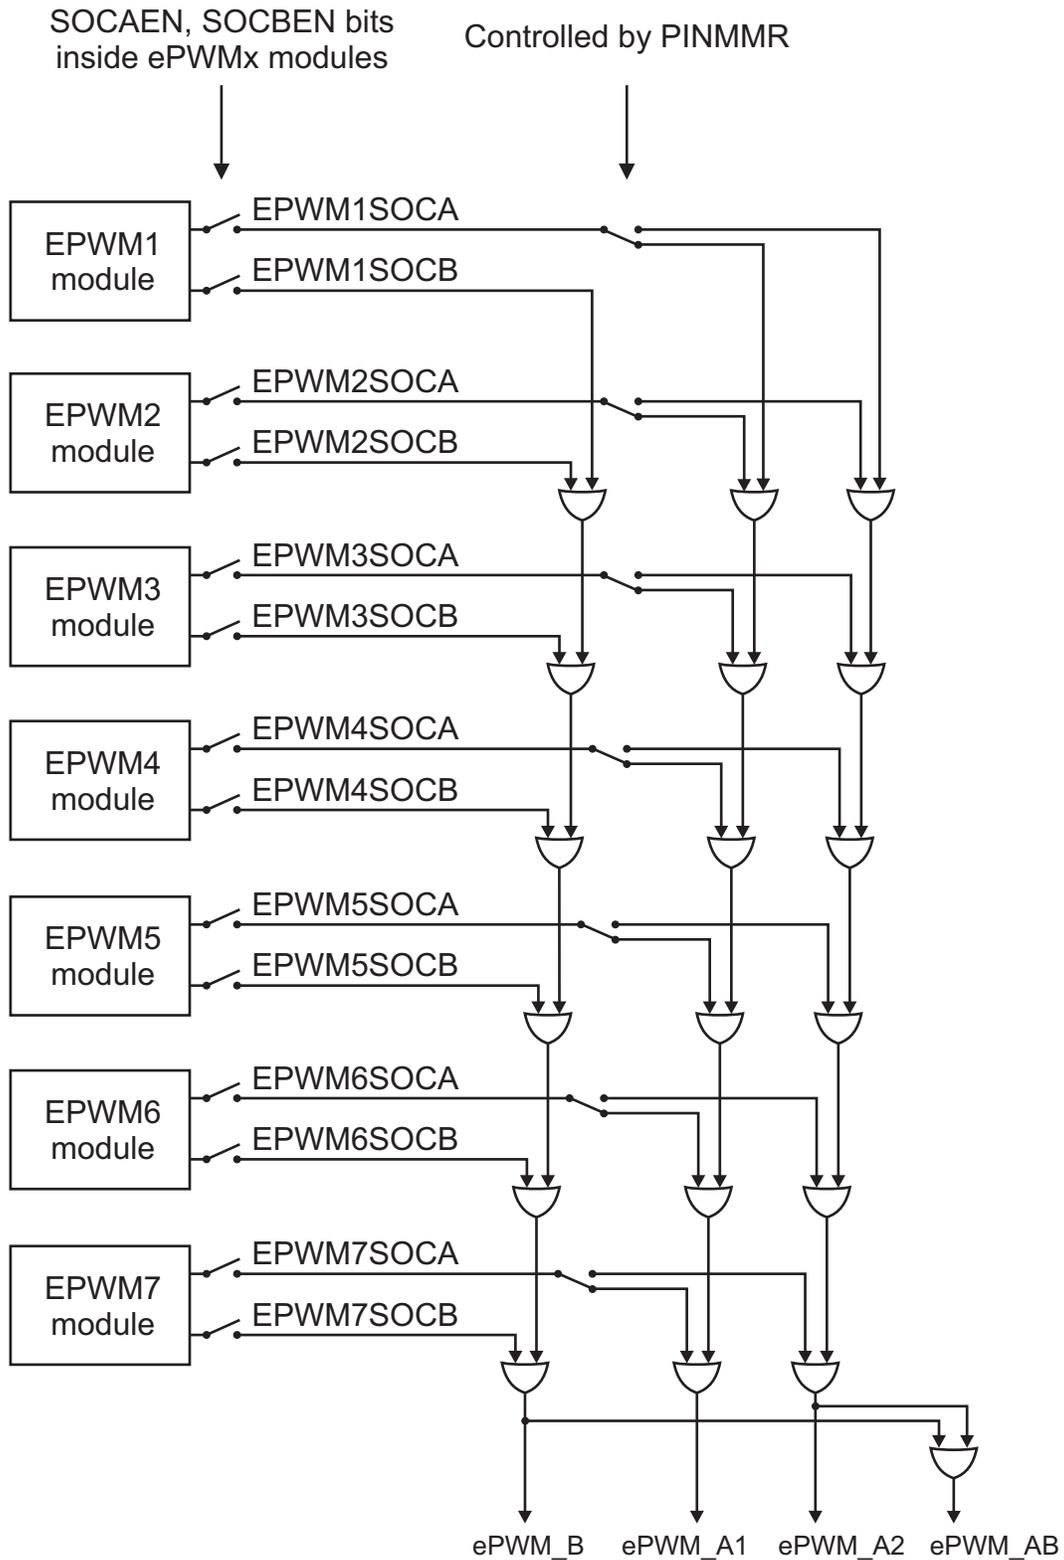 SOCAEN, SOCBEN bits
inside ePWMx modules
Controlled by PINMMR
EPWM1
module
EPWM1SOCA
EPWM1SOCB
EPWM2
module
EPWM2SOCA
EPWM2SOCB
EPWM3
module
EPWM3SOCA
EPWM3SOCB
EPWM4
module
EPWM4SOCA
EPWM4SOCB
EPWM5
module
EPWM5SOCA
EPWM5SOCB
EPWM6
module
EPWM6SOCA
EPWM6SOCB
EPWM7
module
EPWM7SOCA
EPWM7SOCB
ePWM_B
ePWM_A1
ePWM_A2
ePWM_AB